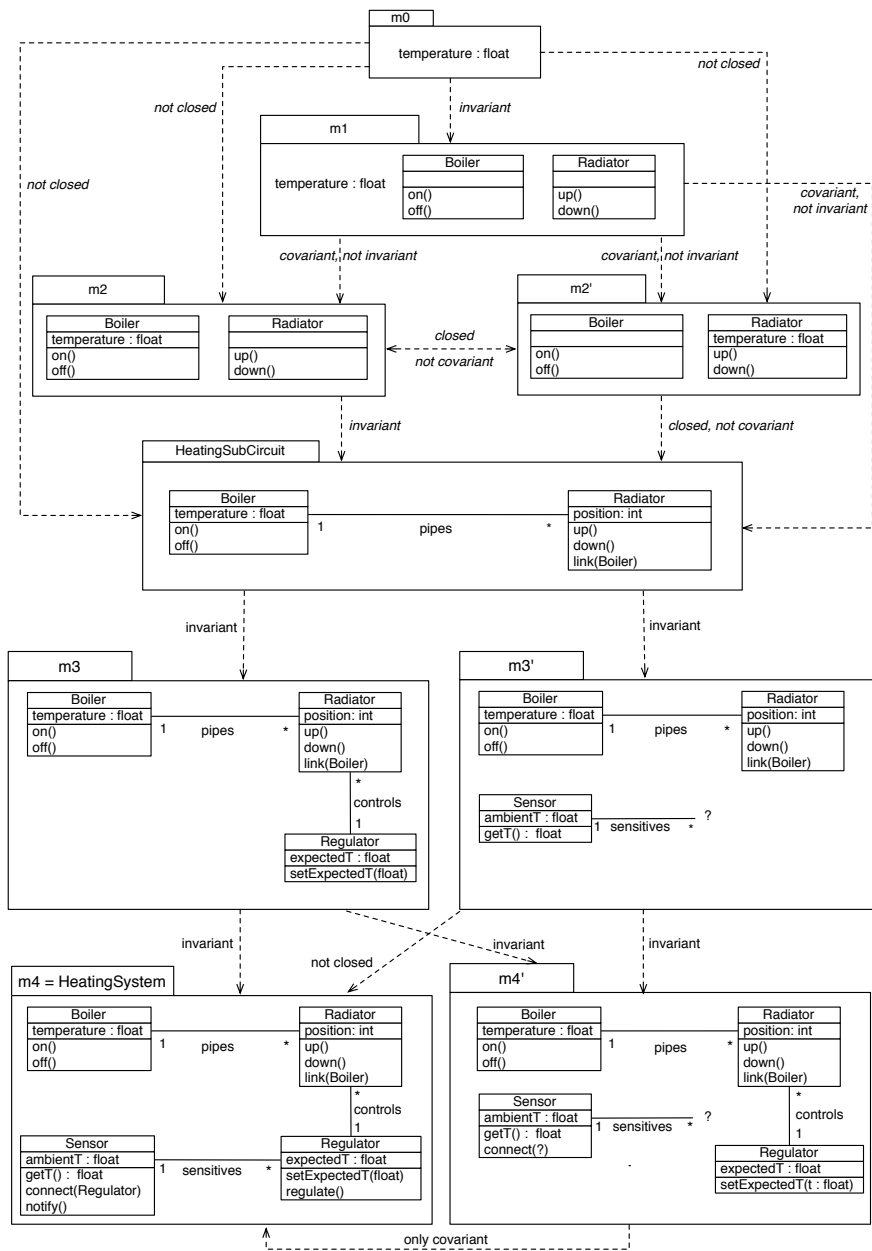 m0
temperature : float
not closed
not closed
invariant
not closed
m1
temperature : float
Boiler
on()
off()
Radiator
up()
down()
covariant,
not invariant
covariant, not invariant
covariant, not invariant
m2
Boiler
temperature : float
on()
off()
Radiator
up()
down()
closed
not covariant
m2'
Boiler
on()
off()
Radiator
temperature : float
up()
down()
invariant
closed, not covariant
HeatingSubCircuit
Boiler
temperature : float
on()
off()
1
pipes
*
Radiator
position: int
up()
down()
link(Boiler)
invariant
invariant
m3
Boiler
temperature : float
on()
off()
1
pipes
*
Radiator
position: int
up()
down()
link(Boiler)
*
controls
1
Regulator
expectedT : float
setExpectedT(float)
m3'
Boiler
temperature : float
on()
off()
1
pipes
*
Radiator
position: int
up()
down()
link(Boiler)
Sensor
ambientT : float
getT() : float
1
sensitives
*
?
invariant
not closed
invariant
invariant
m4 = HeatingSystem
Boiler
temperature : float
on()
off()
1
pipes
*
Radiator
position: int
up()
down()
link(Boiler)
*
controls
1
Sensor
ambientT : float
getT() : float
connect(Regulator)
notify()
1
sensitives
*
Regulator
expectedT : float
setExpectedT(float)
regulate()
m4'
Boiler
temperature : float
on()
off()
1
pipes
*
Radiator
position: int
up()
down()
link(Boiler)
*
controls
1
Sensor
ambientT : float
getT() : float
connect(?)
1
sensitives
*
?
Regulator
expectedT : float
setExpectedT(t : float)
only covariant